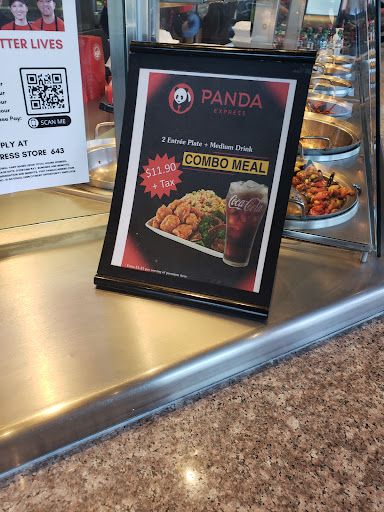 TTER LIVES
SCAN ME
PLY AT
PRESS STORE 643
PANDA
EXPRESS
2 Entrée Plate + Medium Drink
COMBO MEAL
$11.90
+ Tax
Coca-Cola